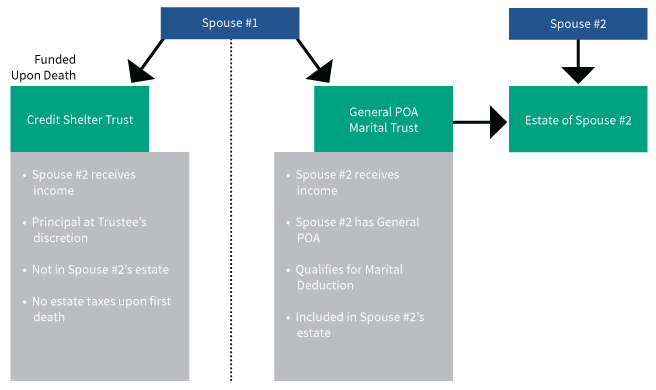 Spouse #1
Spouse #2
Funded
Upon Death
Credit Shelter Trust
General POA
Marital Trust
Estate of Spouse #2
• Spouse #2 receives
income
• Principal at Trustee's
discretion
• Not in Spouse #2's estate
• No estate taxes upon first
death
• Spouse #2 receives
income
• Spouse #2 has General
POA
• Qualifies for Marital
Deduction
• Included in Spouse #2's
estate